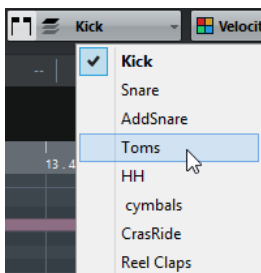 Kick
Velocit
--
Kick
Snare
AddSnare
Toms
13.4
HH
cymbals
CrasRide
Reel Claps